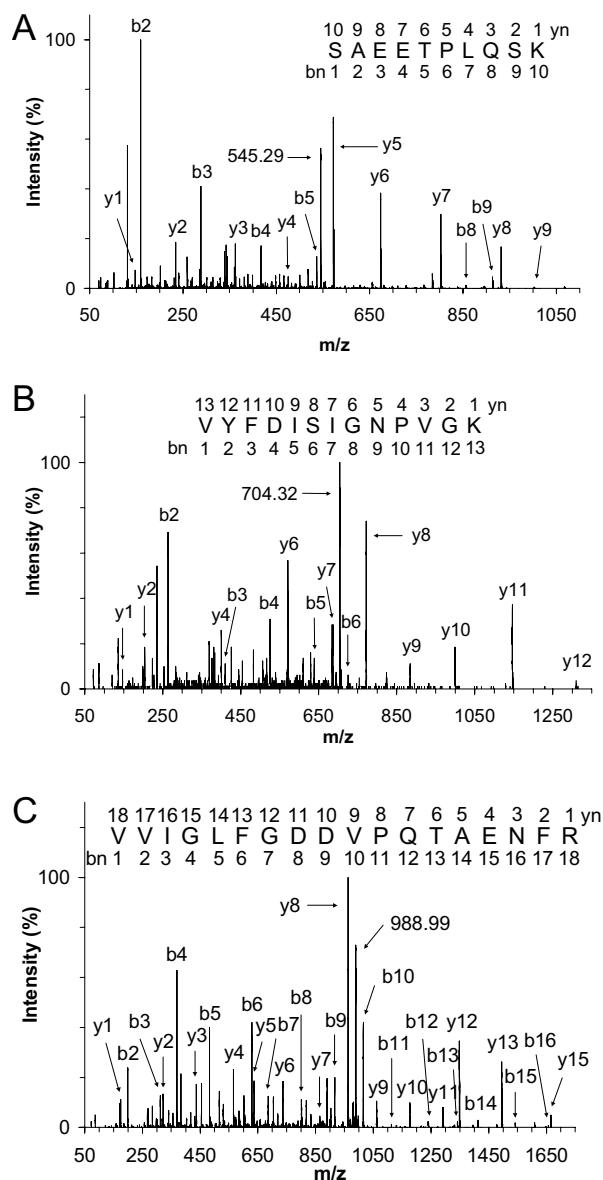 A
10 9 8 7 6 5 4 3 2 1 yn
S A E E T P L Q S K
bn 1 2 3 4 5 6 7 8 9 10
Intensity (%)
100
0
b2
545.29
y5
b3
y6
y1
y2
y3
b4
y4
b5
y7
b8
b9
y8
y9
50 250 450 650 850 1050
m/z
B
13 12 11 10 9 8 7 6 5 4 3 2 1 yn
V Y F D I S I G N P V G K
bn 1 2 3 4 5 6 7 8 9 10 11 12 13
Intensity (%)
100
0
704.32
b2
y8
y6
y7
y1
y2
y4
b3
b4
b5
b6
y9
y10
y11
y12
50 250 450 650 850 1050 1250
m/z
C
18 17 16 15 14 13 12 11 10 9 8 7 6 5 4 3 2 1 yn
V V I G L F G D D V P Q T A E N F R
bn 1 2 3 4 5 6 7 8 9 10 11 12 13 14 15 16 17 18
Intensity (%)
100
0
y8
988.99
b4
b10
y1
b3
b2
y2
y3
b5
y4
b6
y5
b7
y6
b8
y7
b9
y9
b11
y10
b12
y11
b13
y12
b14
y13
b15
b16
y15
50 250 450 650 850 1050 1250 1450 1650
m/z